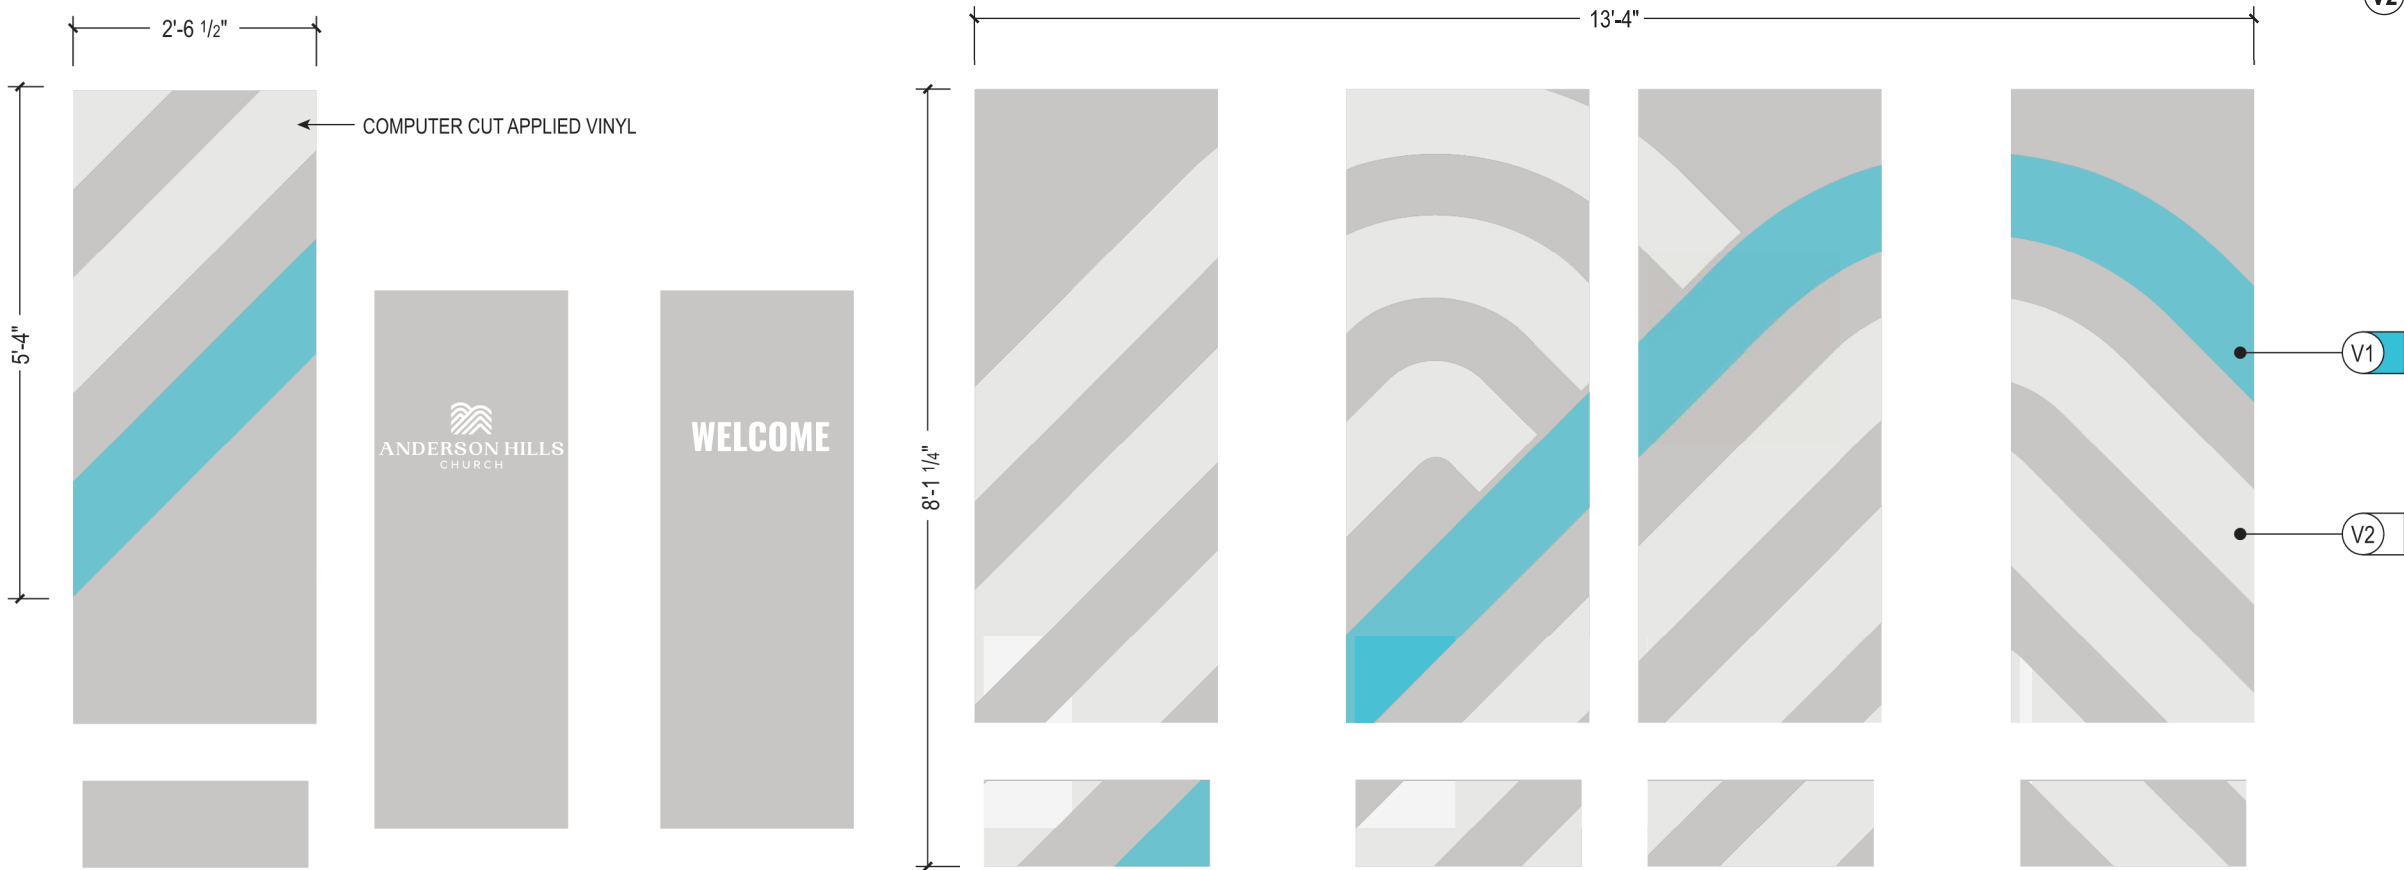 2'-6 1/2"
13'-4"
V2
COMPUTER CUT APPLIED VINYL
5'-4"
ANDERSON HILLS
CHURCH
WELCOME
8'-1 1/4"
V1
V2